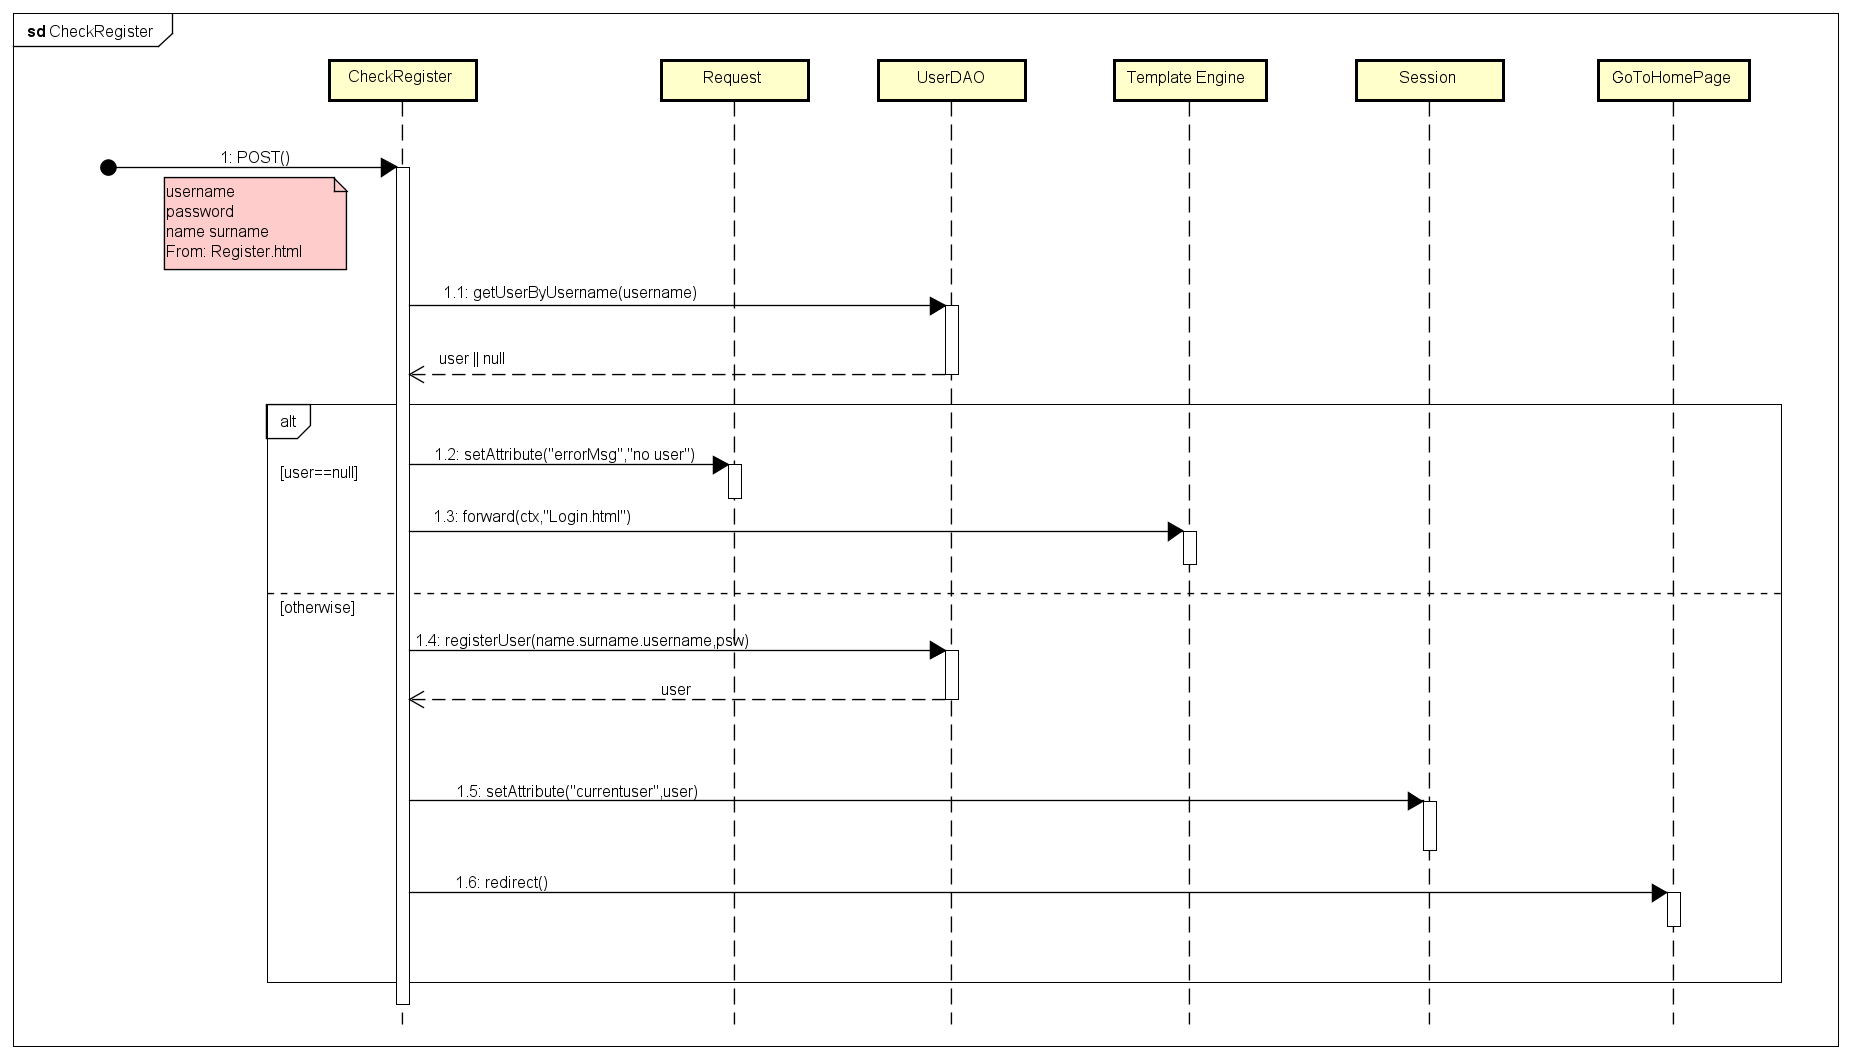 sd CheckRegister
CheckRegister
Request
UserDAO
Template Engine
Session
GoToHomePage
1: POST()
username
password
name surname
From: Register.html
1.1: getUserByUsername(username)
user || null
alt
1.2: setAttribute("errorMsg","no user")
[user==null]
1.3: forward(ctx,"Login.html")
[otherwise]
1.4: registerUser(name.surname.username,psw)
user
1.5: setAttribute("currentuser",user)
1.6: redirect()